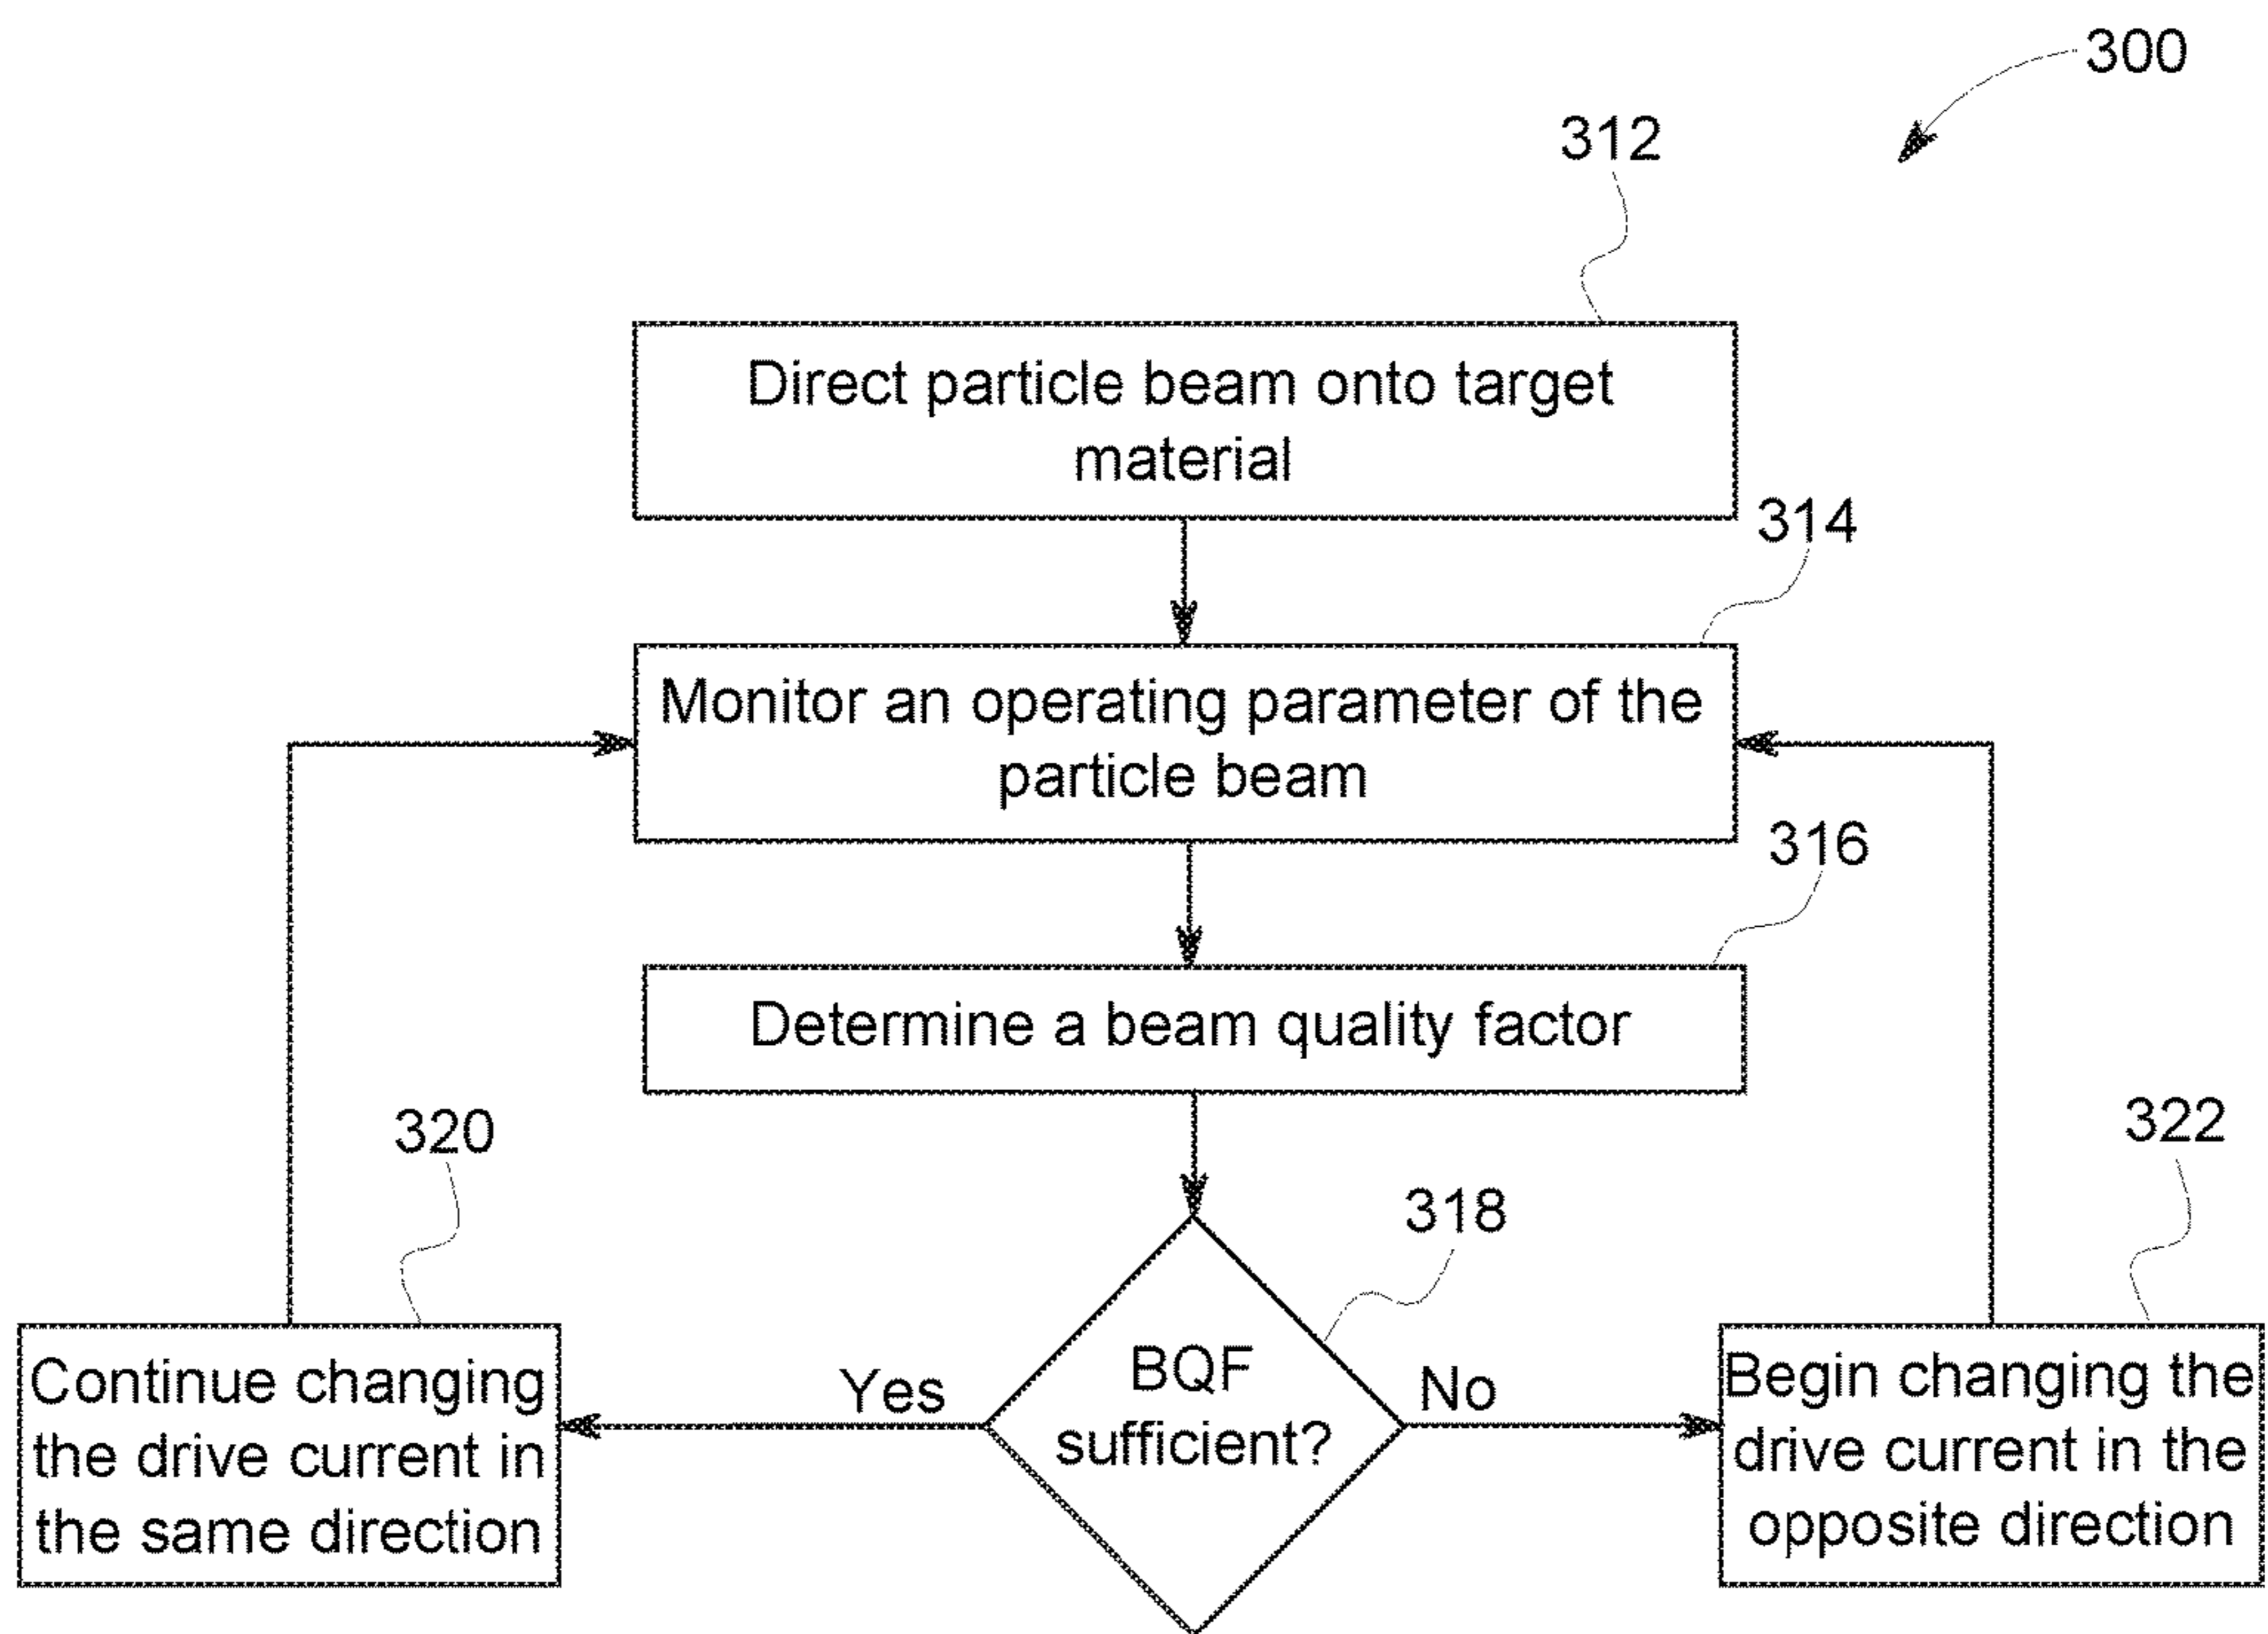 300
312
Direct particle beam onto target
material
314
Monitor an operating parameter of the
particle beam
316
Determine a beam quality factor
320
322
318
BQF
sufficient?
Yes
No
Continue changing
the drive current in
the same direction
Begin changing the
drive current in the
opposite direction